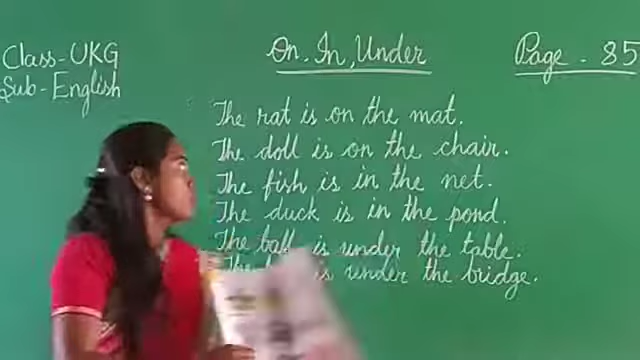 Class-UKG
Sub-English
On, In, Under
Page - 85
The rat is on the mat.
The doll is on the chair.
The fish is in the net.
The duck is in the pond.
The ball is under the table.
The is under the bridge.